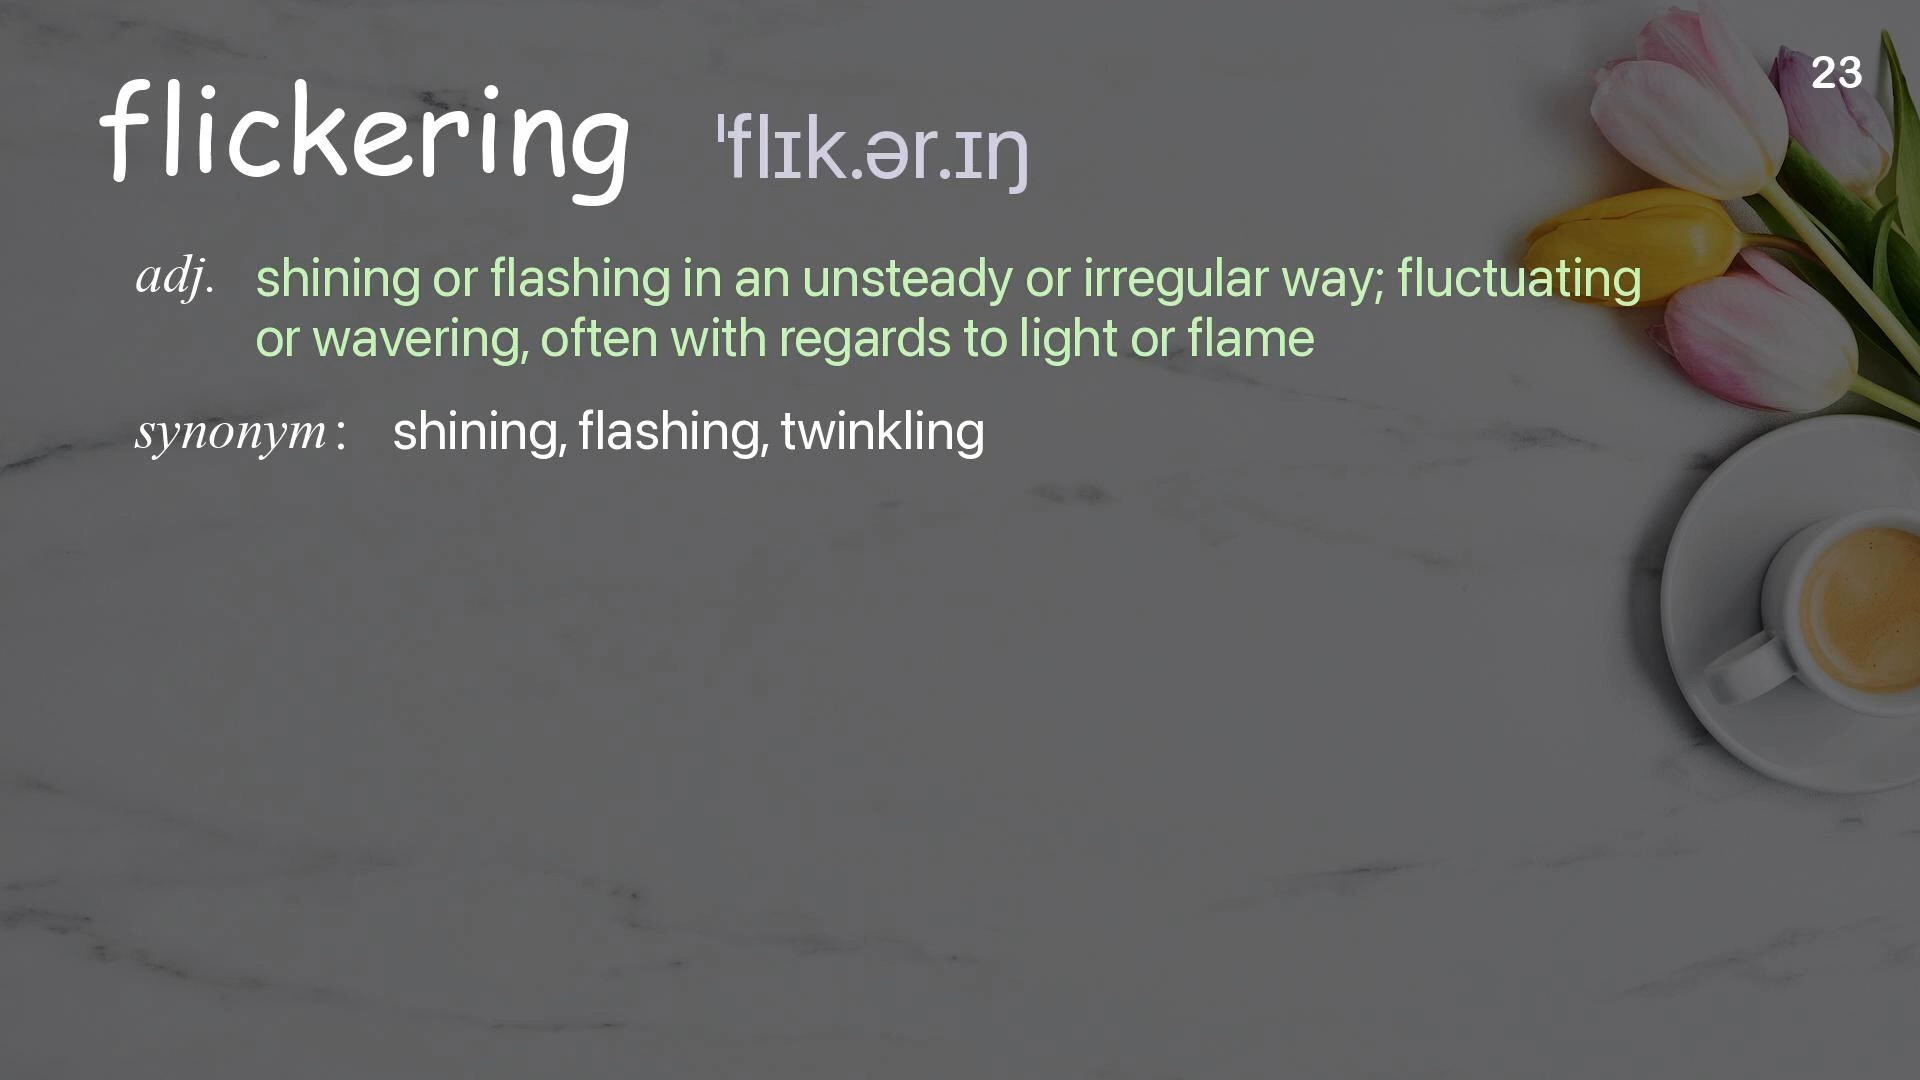 23
flickering ˈflɪk.ər.ɪŋ
adj. shining or flashing in an unsteady or irregular way; fluctuating
or wavering, often with regards to light or flame
synonym : shining, flashing, twinkling